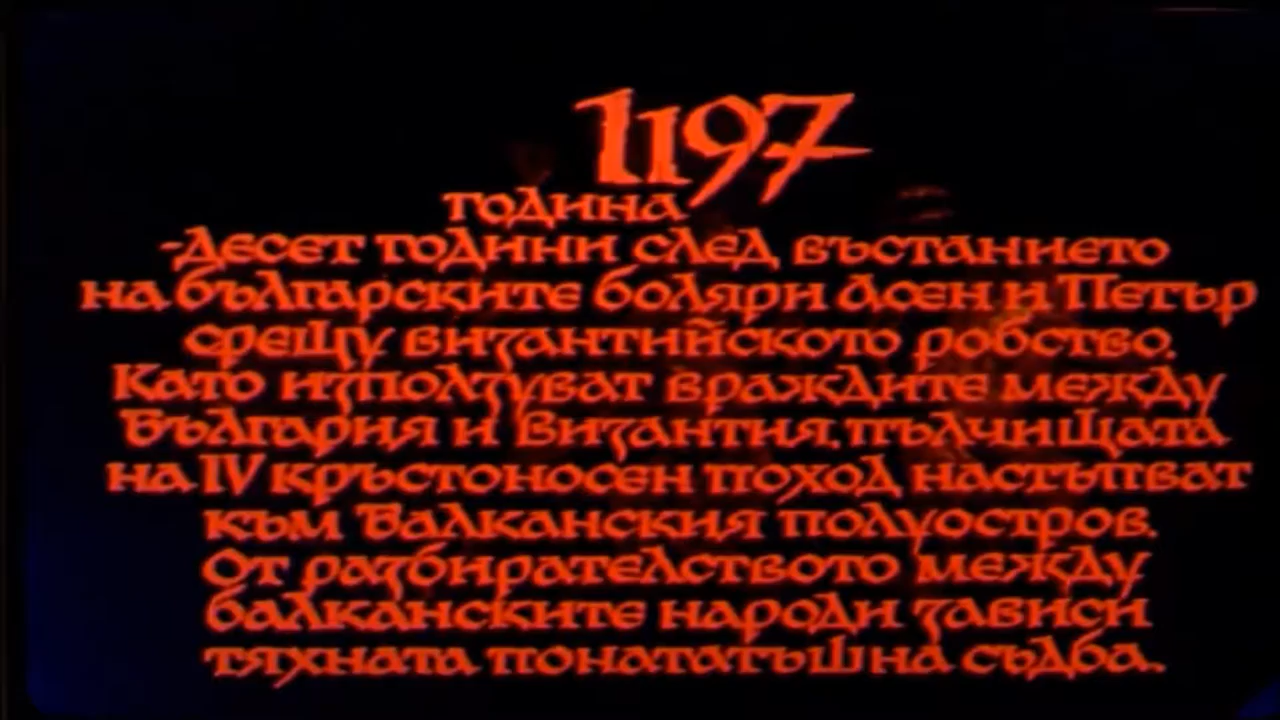 1197
година
-десет години след въстанието
на българските боляри Асен и Петър
срещу византийското робство.
Като използуват враждите между
България и Византия, пълчищата
на IV кръстоносен поход настъпват
към Балканския полуостров.
От разбирателството между
балканските народи зависи
тяхната понататъшна съдба.